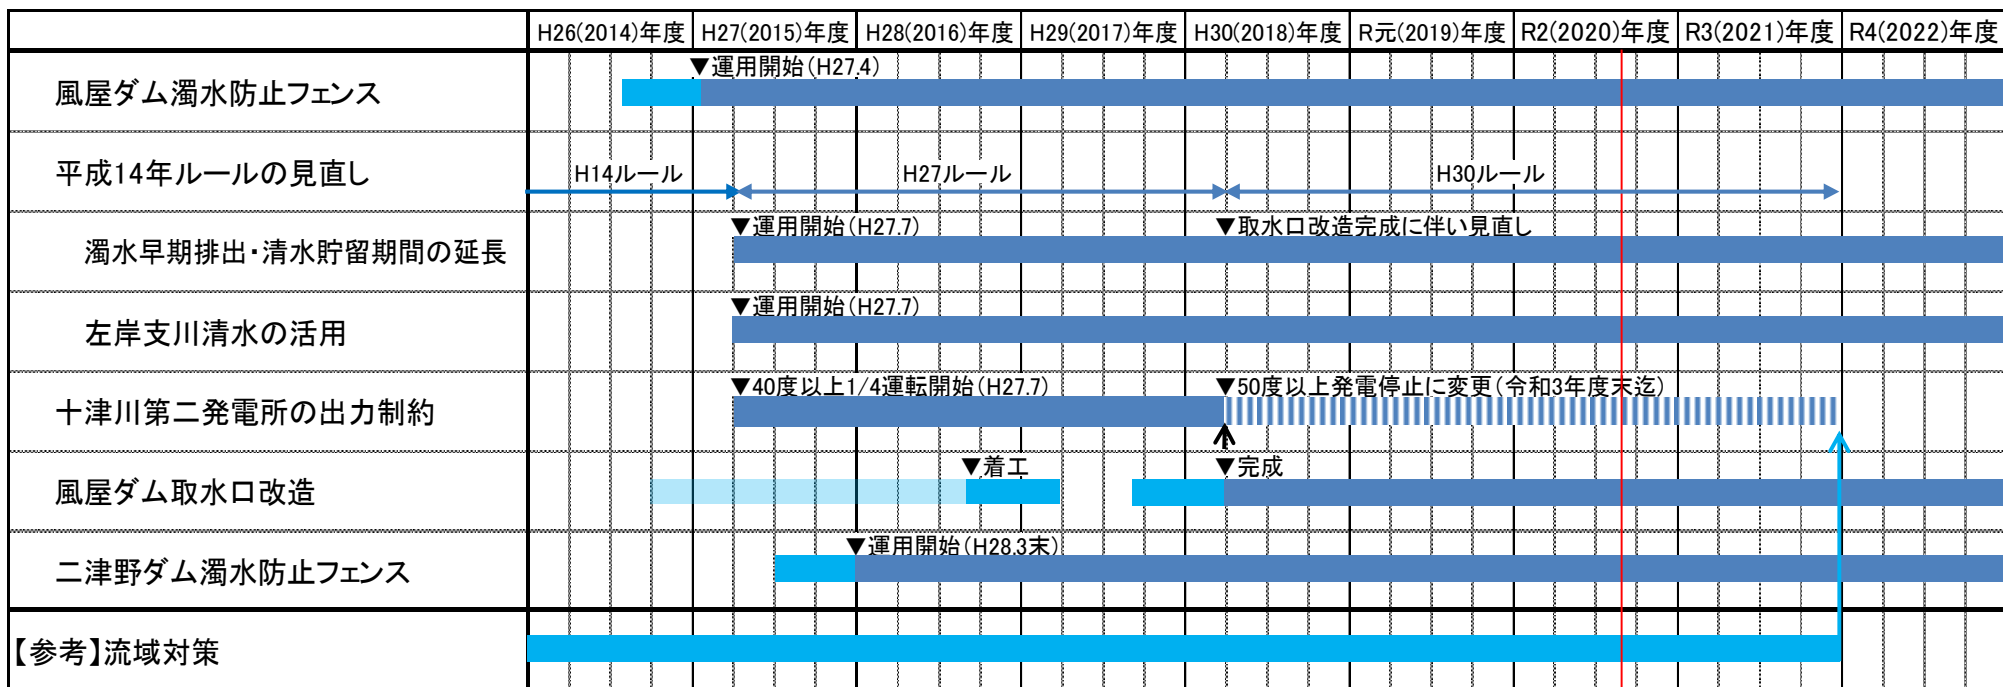 H26(2014)年度 H27(2015)年度 H28(2016)年度 H29(2017)年度 H30(2018)年度 R元(2019)年度 R2(2020)年度 R3(2021)年度 R4(2022)年度
▼運用開始(H27.4)
風屋ダム濁水防止フェンス
平成14年ルールの見直し H14ルール H27ルール H30ルール
▼運用開始(H27.7) ▼取水口改造完成に伴い見直し
濁水早期排出・清水貯留期間の延長
▼運用開始(H27.7)
左岸支川清水の活用
▼40度以上1/4運転開始(H27.7) ▼50度以上発電停止に変更(令和3年度末迄)
十津川第二発電所の出力制約
▼着工 ▼完成
風屋ダム取水口改造
▼運用開始(H28.3末)
二津野ダム濁水防止フェンス
【参考】流域対策